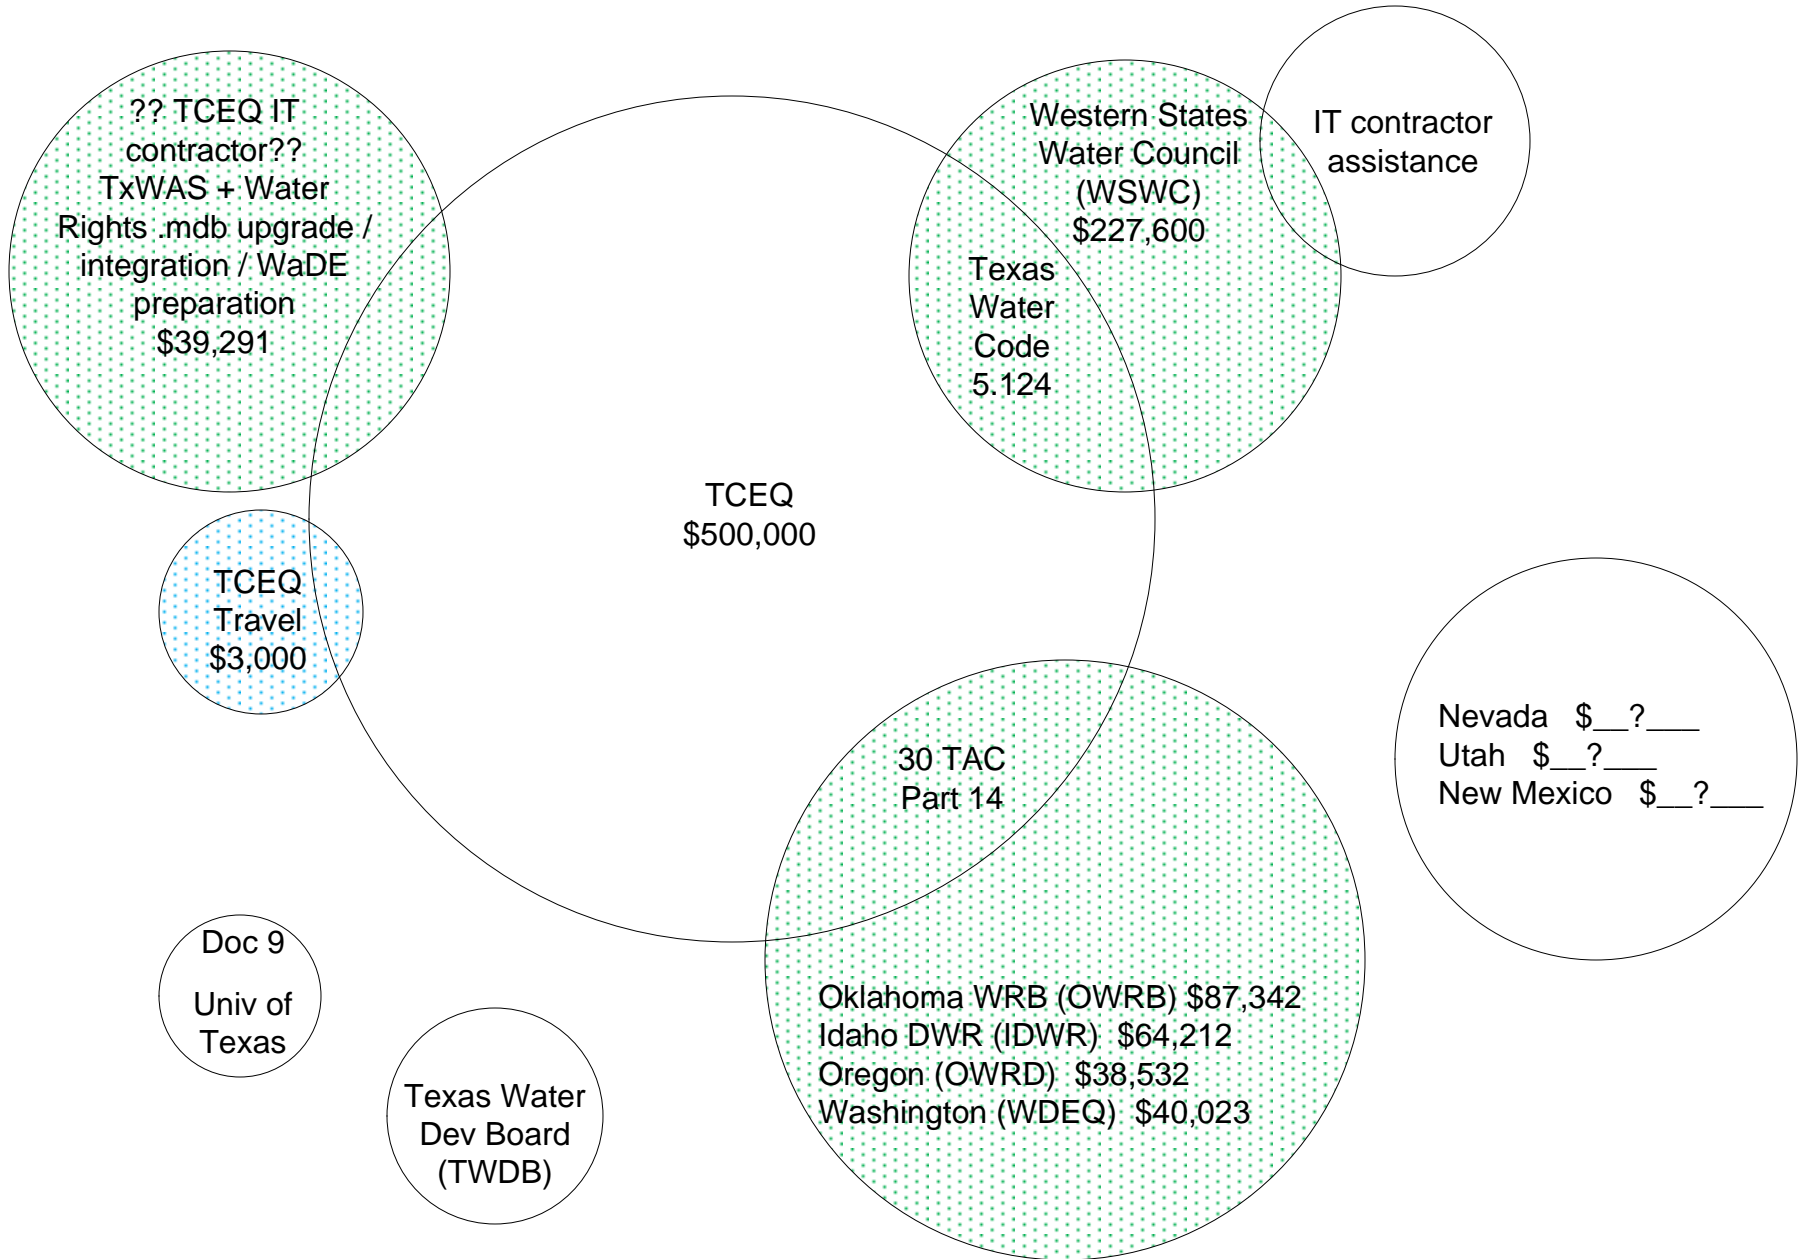 ?? TCEQ IT
contractor??
TxWAS + Water
Rights .mdb upgrade /
integration / WaDE
preparation
$39,291
Western States
Water Council
(WSWC)
$227,600
Texas
Water
Code
5.124
IT contractor
assistance
TCEQ
$500,000
TCEQ
Travel
$3,000
Nevada $__?___
Utah $__?___
New Mexico $__?___
30 TAC
Part 14
Oklahoma WRB (OWRB) $87,342
Idaho DWR (IDWR) $64,212
Oregon (OWRD) $38,532
Washington (WDEQ) $40,023
Doc 9
Univ of
Texas
Texas Water
Dev Board
(TWDB)